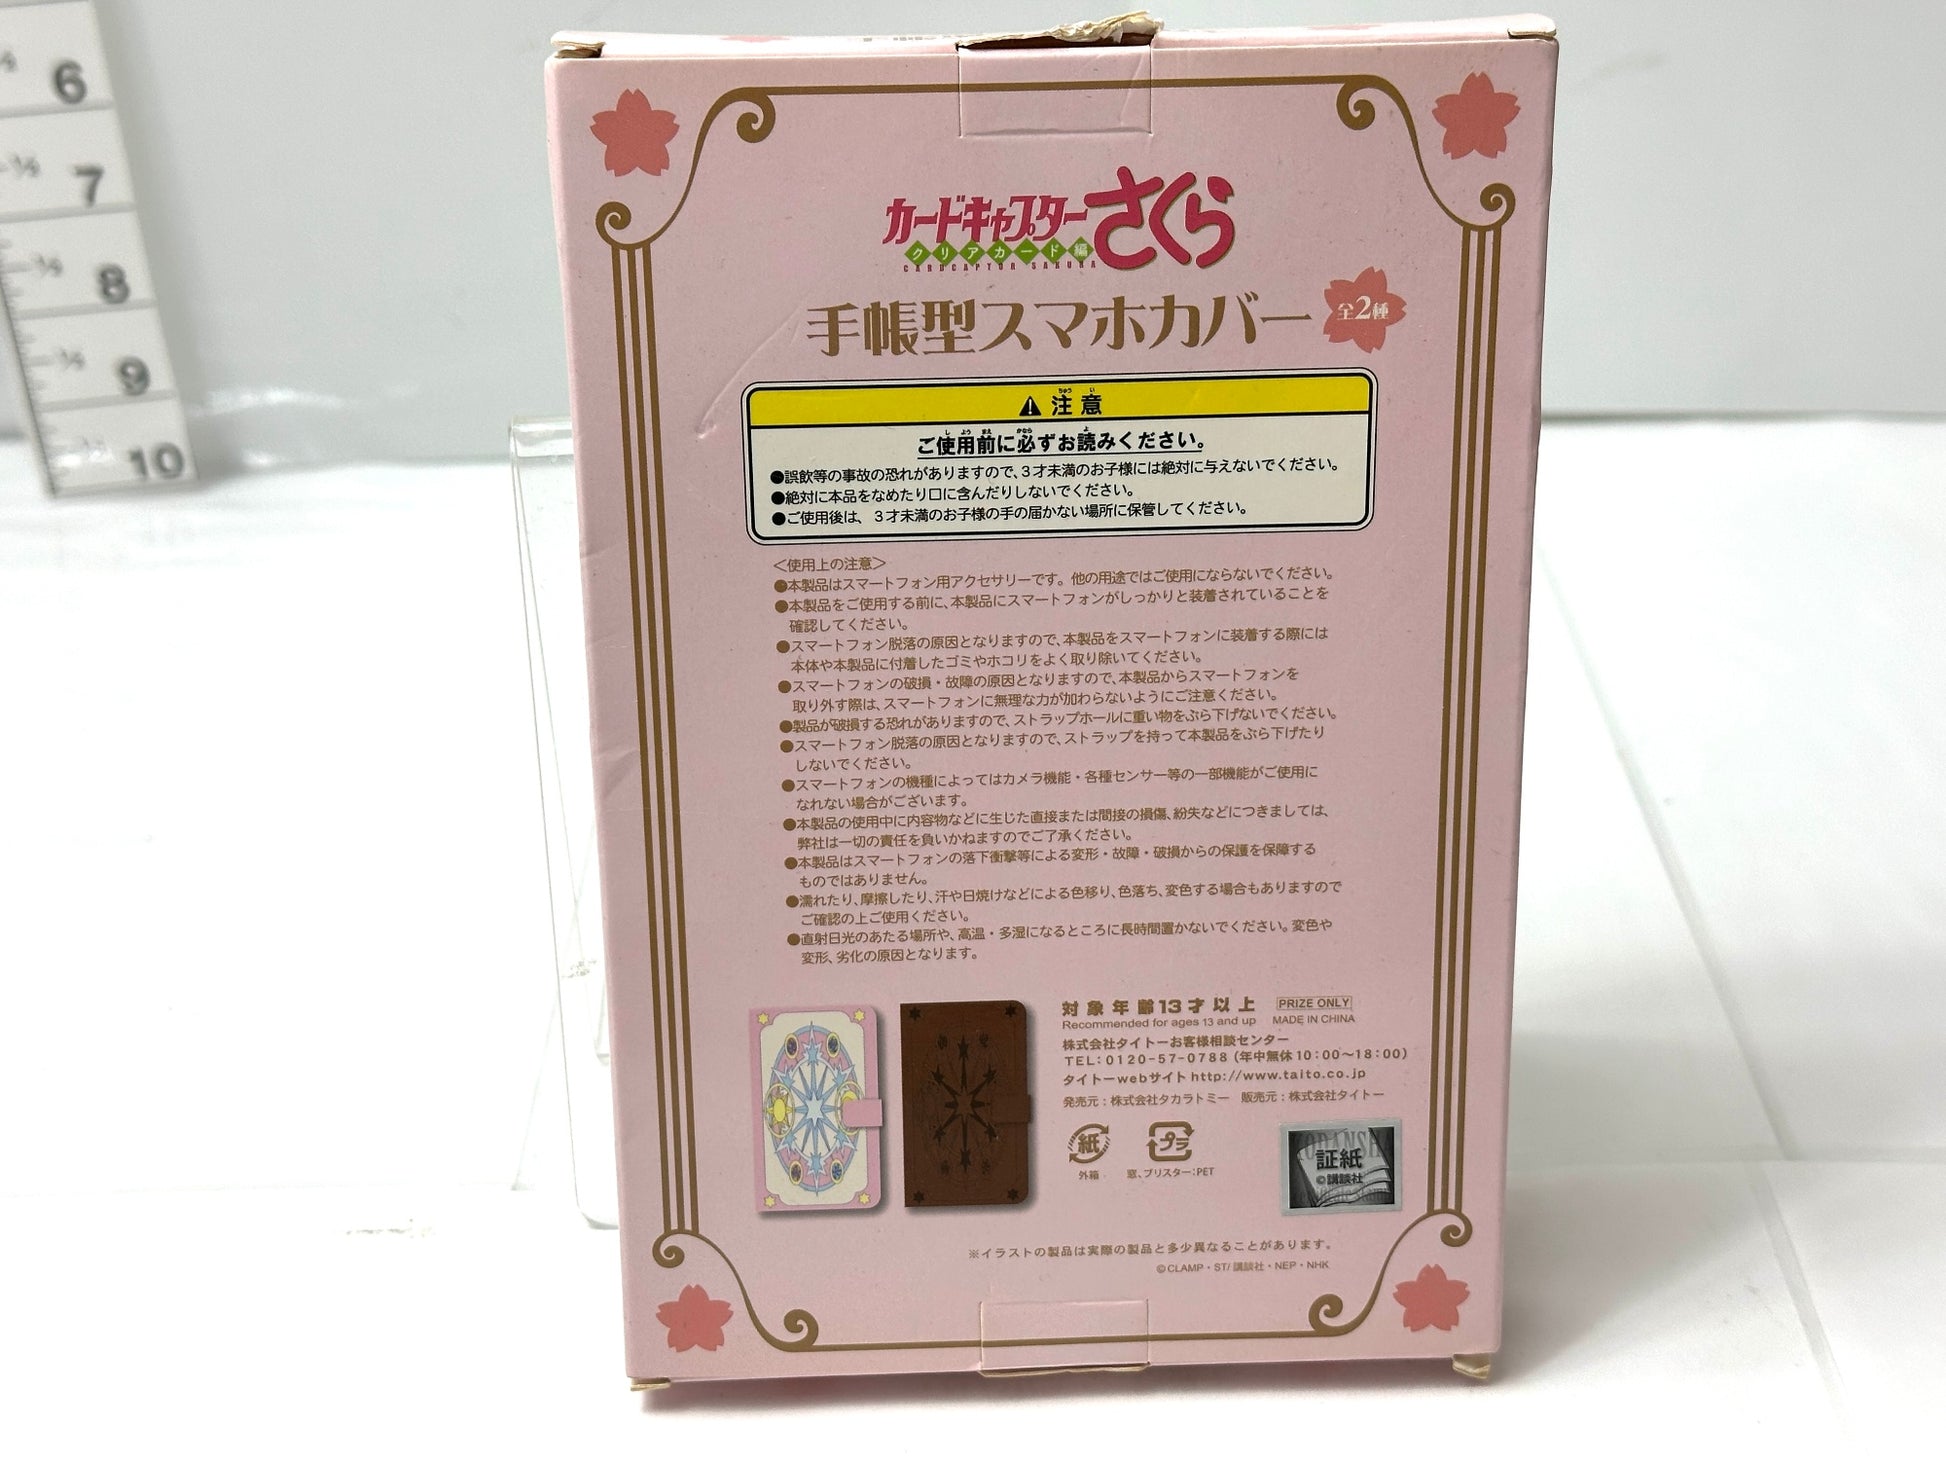 6
7
8
9
10
カードキャプターさくら
クリアカード編
CARDCAPTOR SAKURA
手帳型スマホカバー
全2種
注意
ちゅう い
し よう まえ かなら よ
ご使用前に必ずお読みください。
●誤飲等の事故の恐れがありますので、3才未満のお子様には絶対に与えないでください。
●絶対に本品をなめたり口に含んだりしないでください。
●ご使用後は、3才未満のお子様の手の届かない場所に保管してください。
＜使用上の注意＞
●本製品はスマートフォン用アクセサリーです。他の用途ではご使用にならないでください。
●本製品をご使用する前に、本製品にスマートフォンがしっかりと装着されていることを
確認してください。
●スマートフォン脱落の原因となりますので、本製品をスマートフォンに装着する際には
本体や本製品に付着したゴミやホコリをよく取り除いてください。
●スマートフォンの破損・故障の原因となりますので、本製品からスマートフォンを
取り外す際は、スマートフォンに無理な力が加わらないようにご注意ください。
●製品が破損する恐れがありますので、ストラップホールに重い物をぶら下げないでください。
●スマートフォン脱落の原因となりますので、ストラップを持って本製品をぶら下げたり
しないでください。
●スマートフォンの機種によってはカメラ機能・各種センサー等の一部機能がご使用に
なれない場合がございます。
●本製品の使用中に内容物などに生じた直接または間接の損傷、紛失などにつきましては、
弊社は一切の責任を負いかねますのでご了承ください。
●本製品はスマートフォンの落下衝撃等による変形・故障・破損からの保護を保障する
ものではありません。
●濡れたり、摩擦したり、汗や日焼けなどによる色移り、色落ち、変色する場合もありますので
ご確認の上ご使用ください。
●直射日光のあたる場所や、高温・多湿になるところに長時間置かないでください。変色や
変形、劣化の原因となります。
対象年齢13才以上 PRIZE ONLY
Recommended for ages 13 and up MADE IN CHINA
株式会社タイトーお客様相談センター
TEL：0120-57-0788（年中無休10：00～18：00）
タイトーwebサイト http://www.taito.co.jp
発売元：株式会社タカラトミー 販売元：株式会社タイトー
紙
外箱
プラ
窓、ブリスター：PET
KODANSHA
証紙
©講談社
※イラストの製品は実際の製品と多少異なることがあります。
©CLAMP・ST/講談社・NEP・NHK